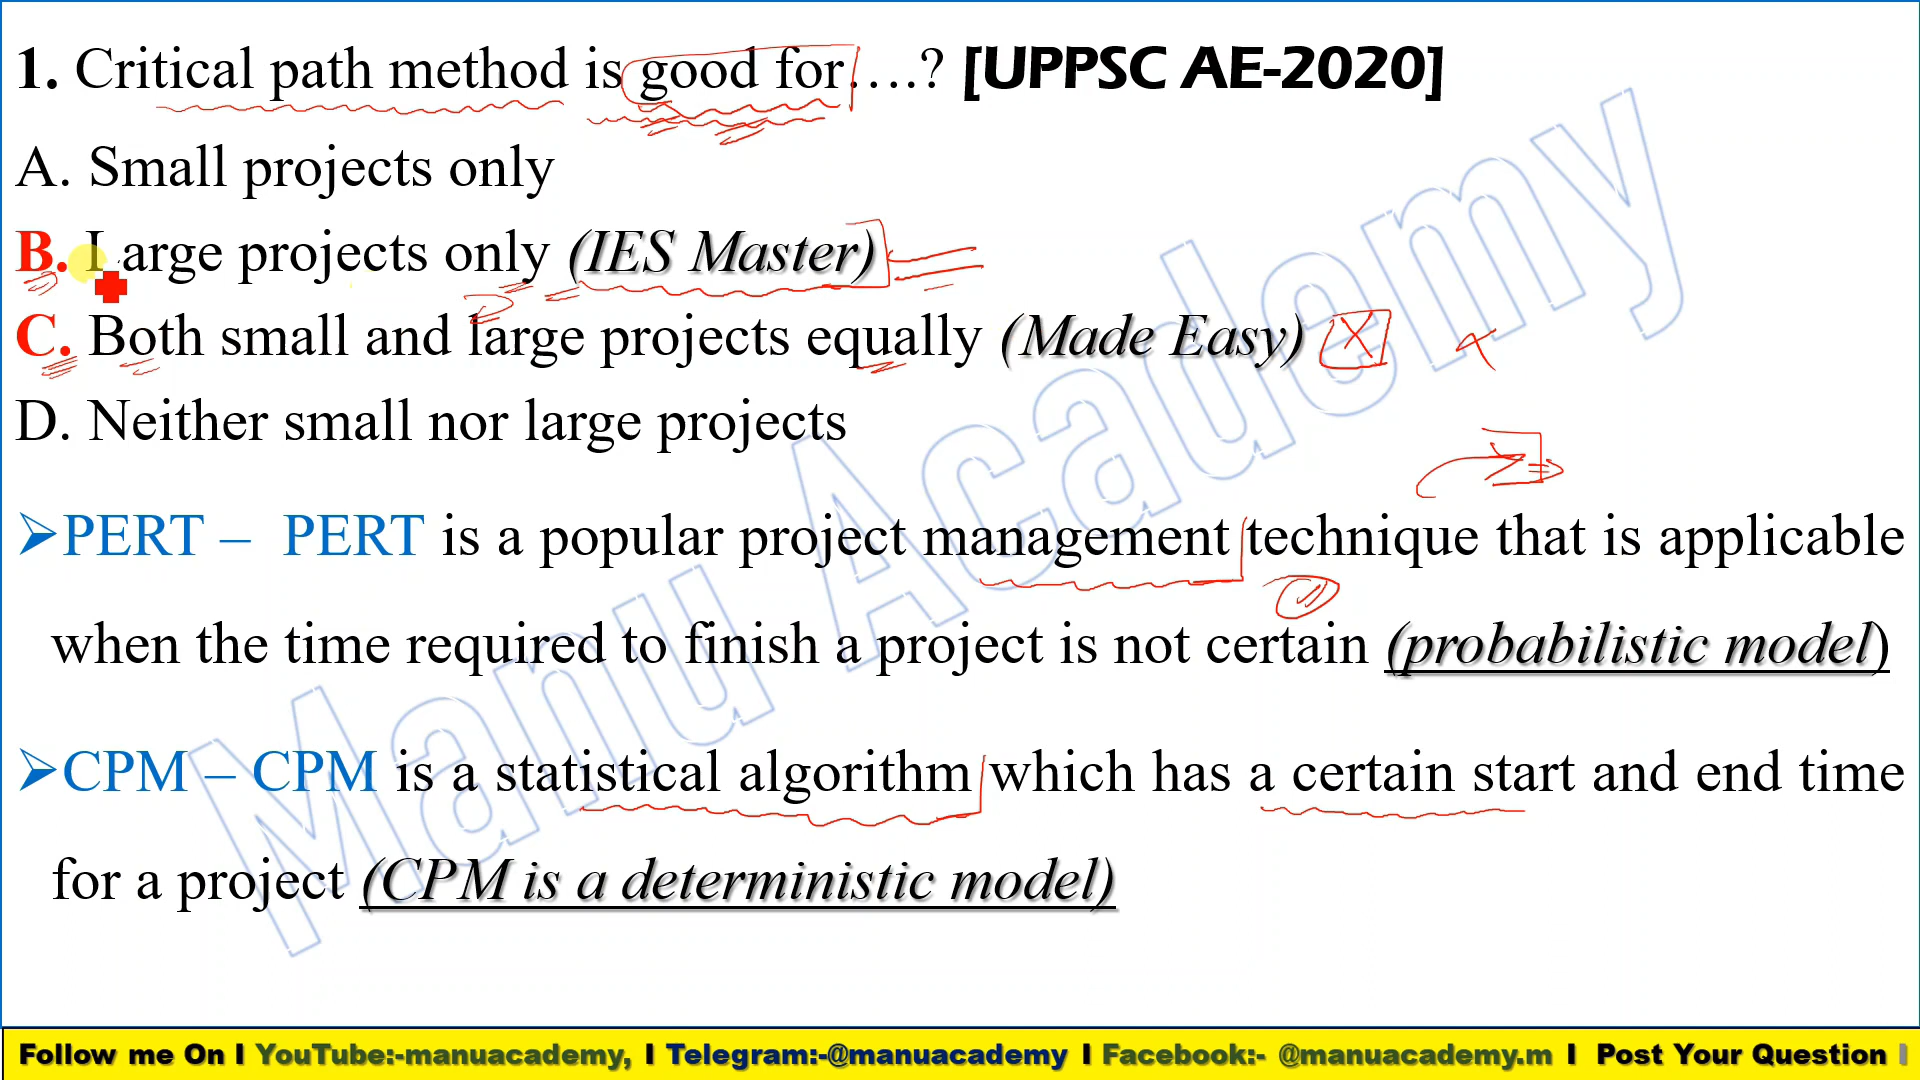 1. Critical path method is good for….? [UPPSC AE-2020]
A. Small projects only
B. Large projects only (IES Master)
C. Both small and large projects equally (Made Easy)
D. Neither small nor large projects
➢PERT – PERT is a popular project management technique that is applicable
when the time required to finish a project is not certain (probabilistic model)
➢CPM – CPM is a statistical algorithm which has a certain start and end time
for a project (CPM is a deterministic model)
Manu Academy
Follow me On I YouTube:-manuacademy, I Telegram:-@manuacademy I Facebook:- @manuacademy.m I Post Your Question I